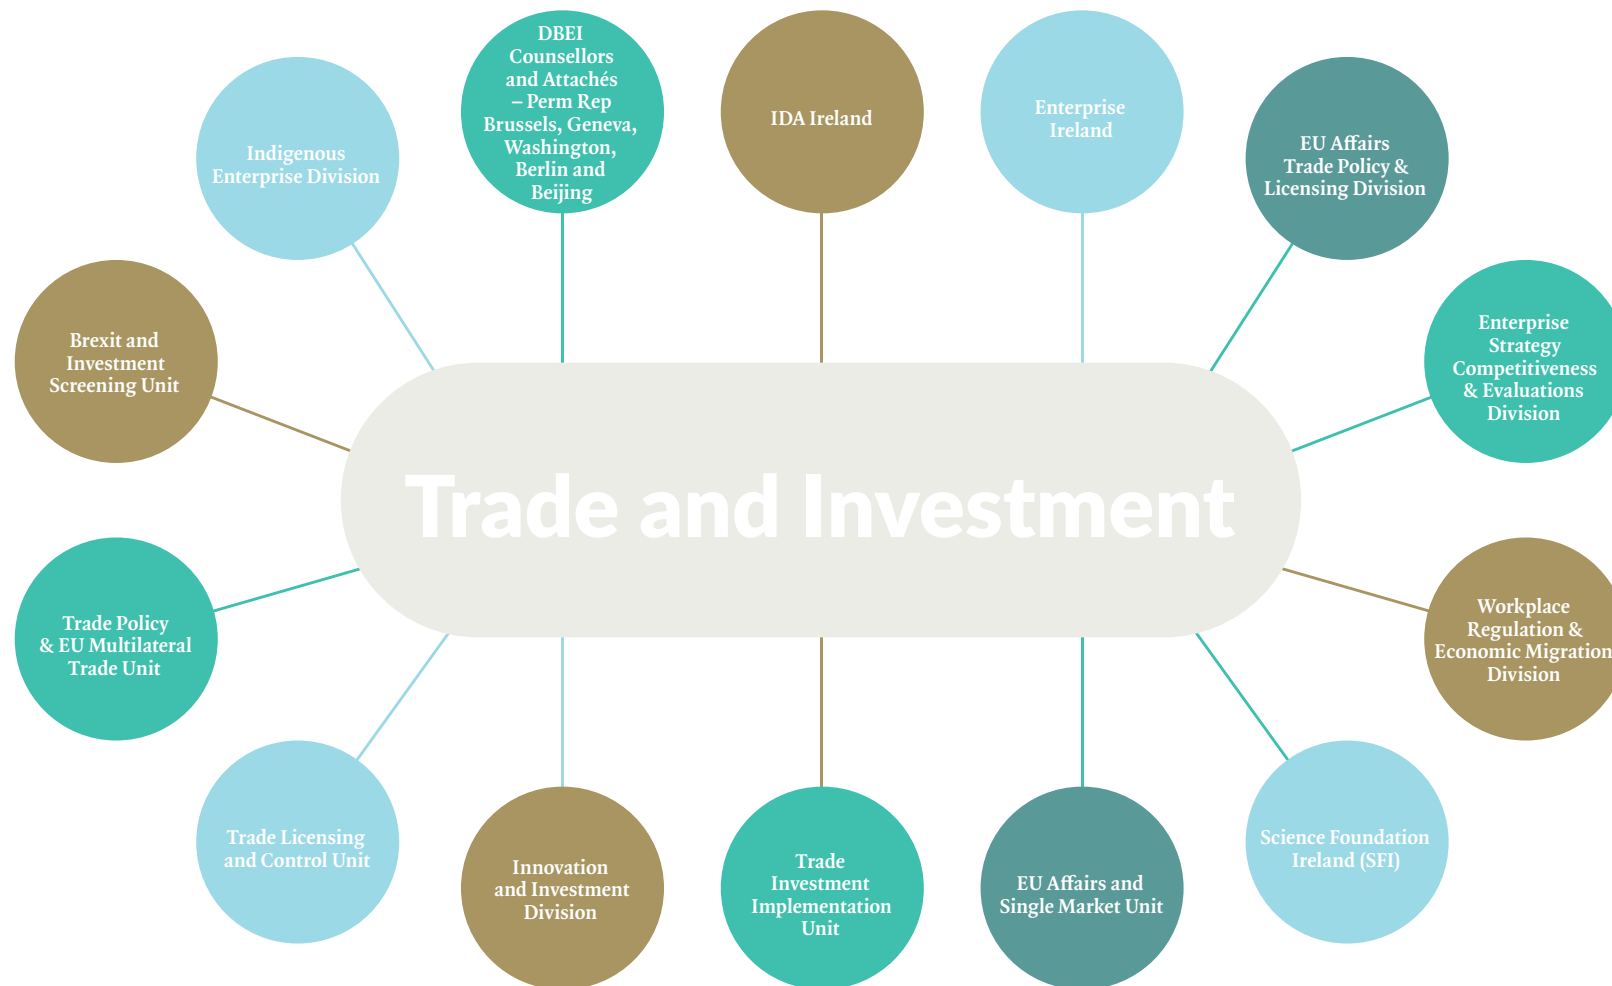 DBEI
Counsellors
and Attachés
– Perm Rep
Brussels, Geneva,
Washington,
Berlin and
Beijing
IDA Ireland
Enterprise
Ireland
EU Affairs
Trade Policy &
Licensing Division
Enterprise
Strategy
Competitiveness
& Evaluations
Division
Workplace
Regulation &
Economic Migration
Division
Science Foundation
Ireland (SFI)
EU Affairs and
Single Market Unit
Trade
Investment
Implementation
Unit
Innovation
and Investment
Division
Trade Licensing
and Control Unit
Trade Policy
& EU Multilateral
Trade Unit
Brexit and
Investment
Screening Unit
Indigenous
Enterprise Division
Trade and Investment